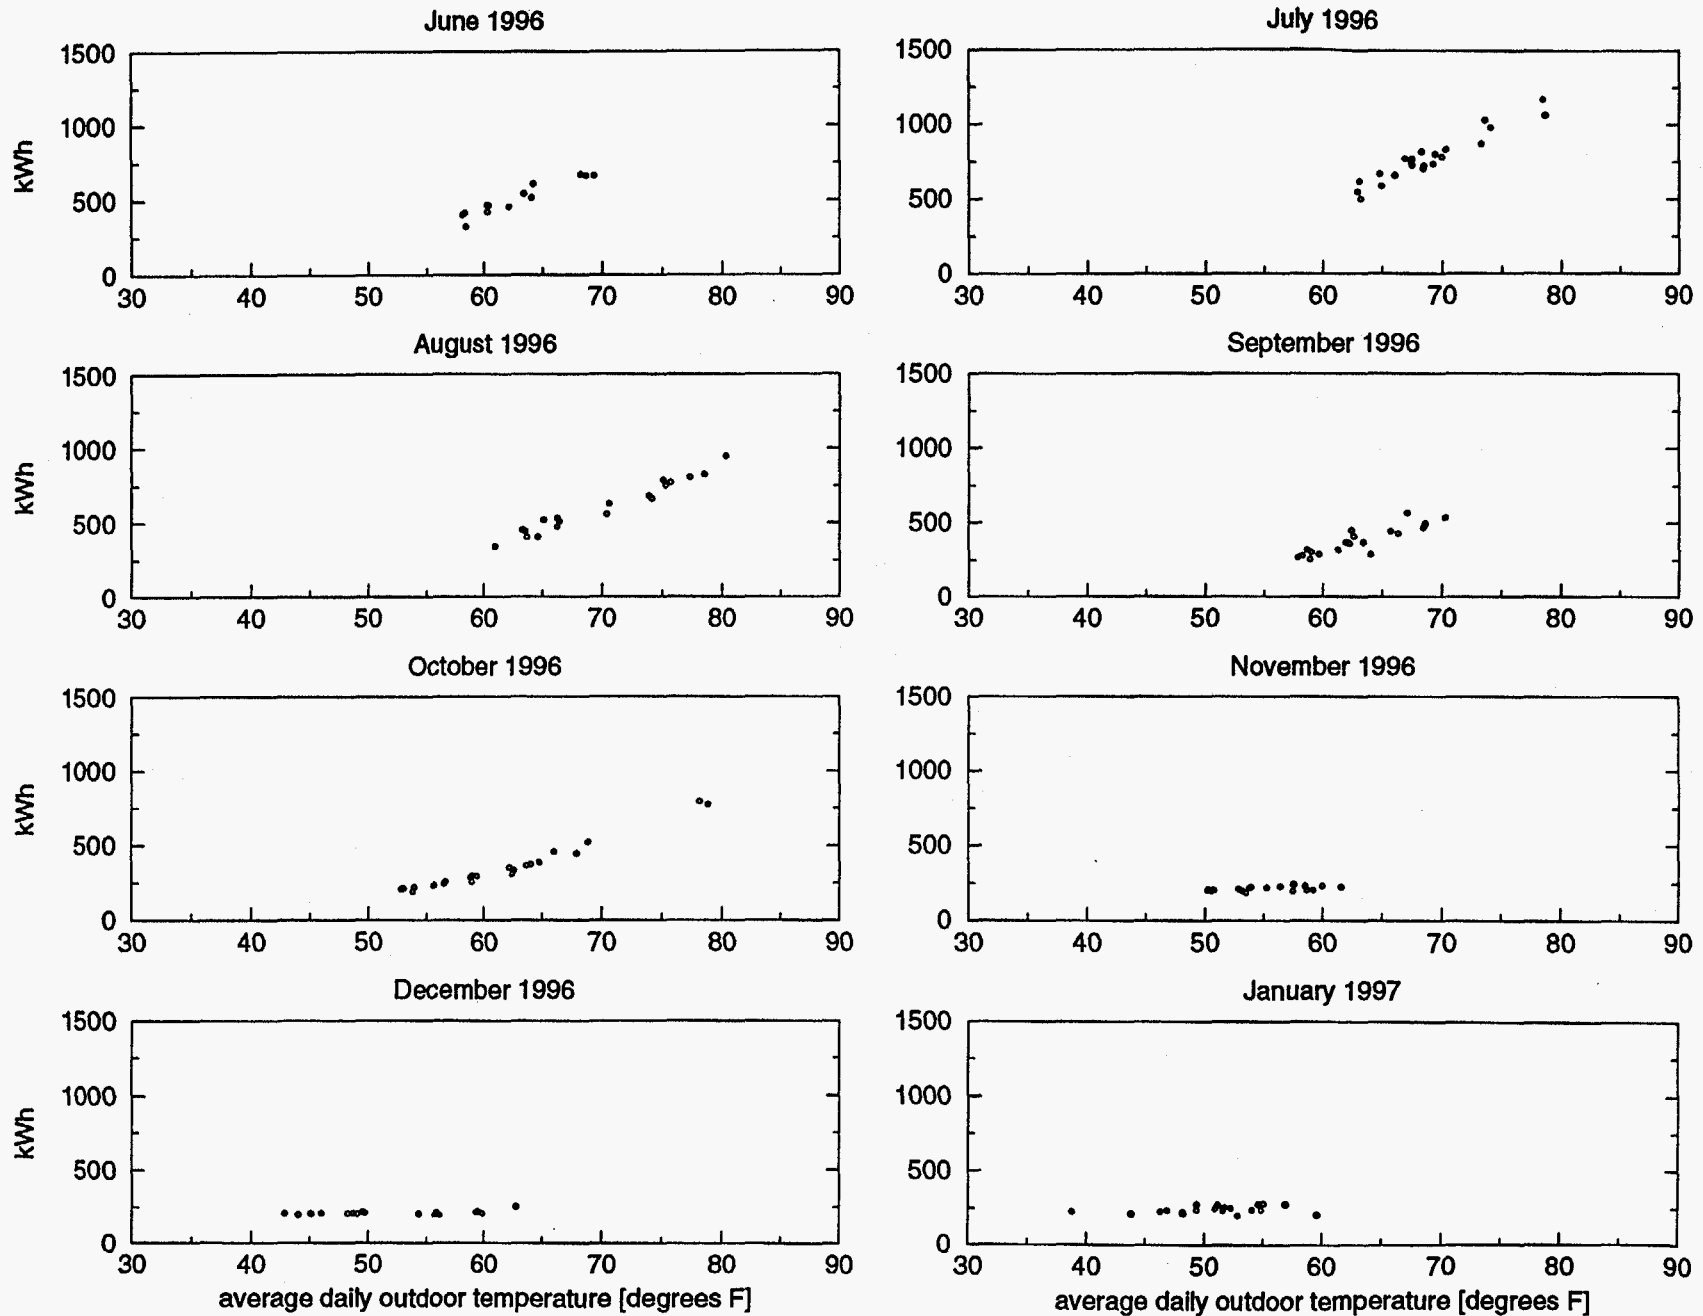 June 1996
July 1996
1500
1000
500
0
kWh
30 40 50 60 70 80 90
1500
1000
500
0
30 40 50 60 70 80 90
August 1996
September 1996
1500
1000
500
0
kWh
30 40 50 60 70 80 90
1500
1000
500
0
30 40 50 60 70 80 90
October 1996
November 1996
1500
1000
500
0
kWh
30 40 50 60 70 80 90
1500
1000
500
0
30 40 50 60 70 80 90
December 1996
January 1997
1500
1000
500
0
kWh
30 40 50 60 70 80 90
average daily outdoor temperature [degrees F]
1500
1000
500
0
30 40 50 60 70 80 90
average daily outdoor temperature [degrees F]